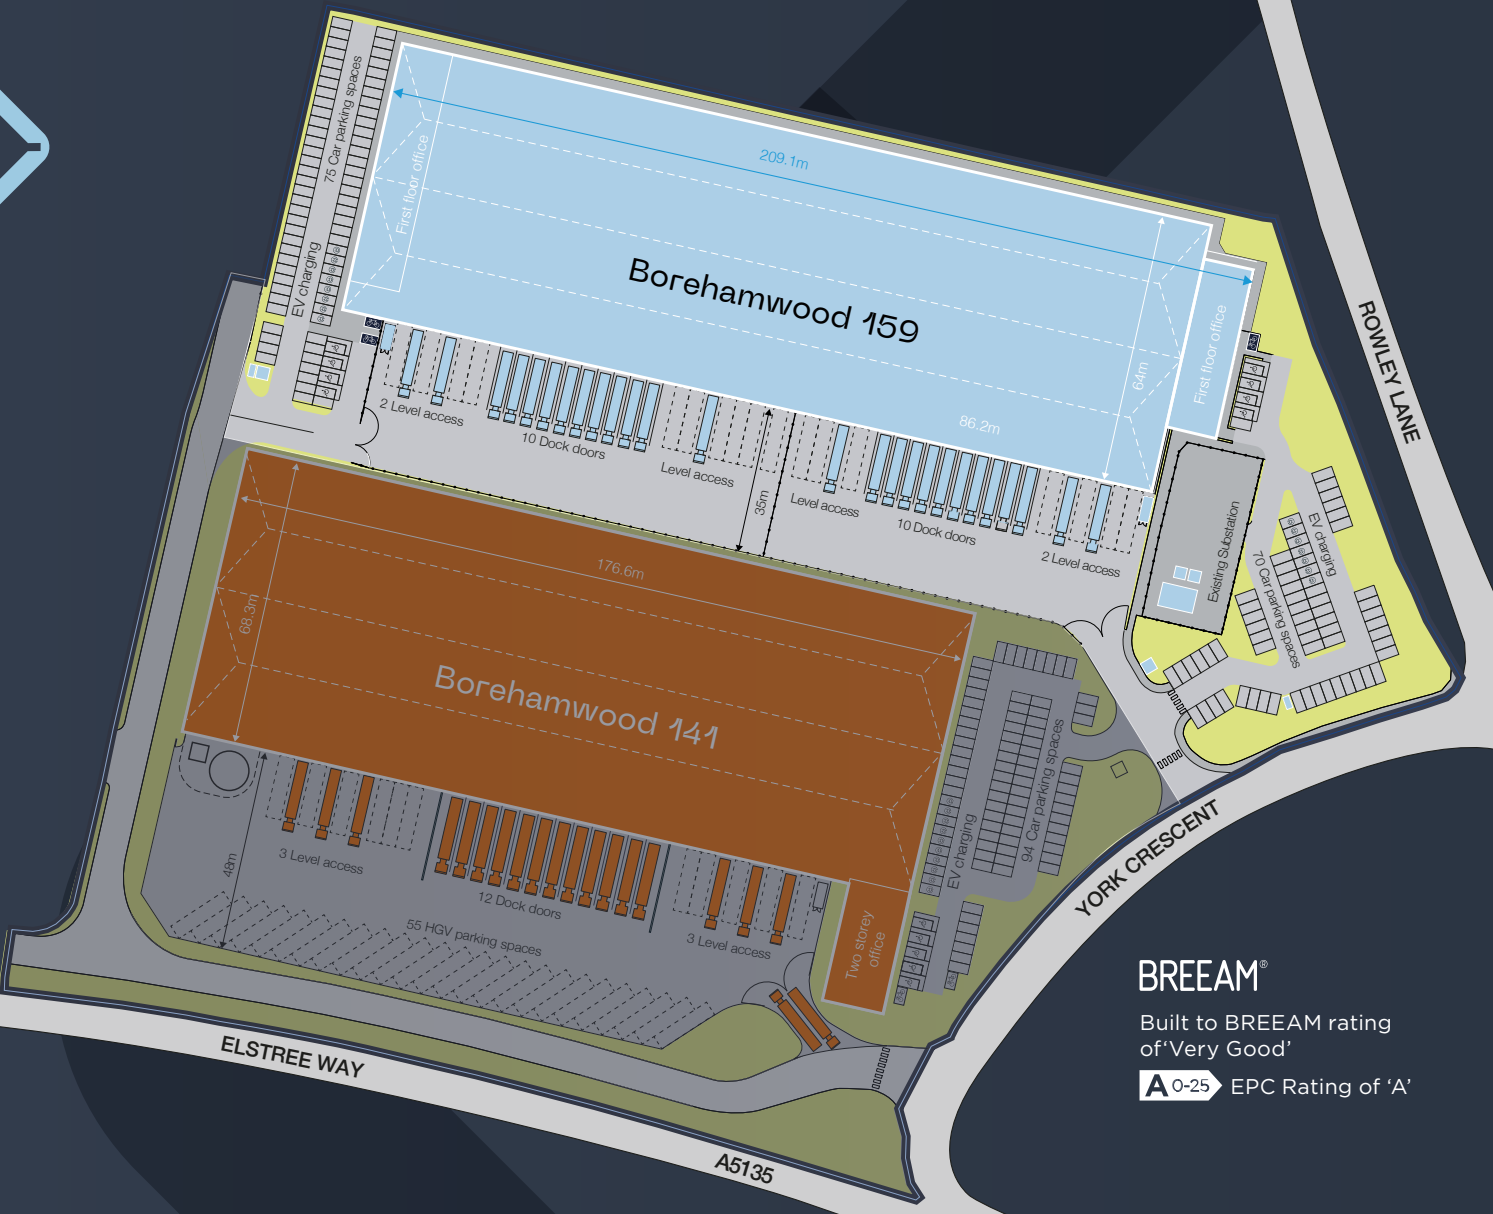 75 Car parking spaces
EV charging
First floor office
209.1m
Borehamwood 159
64m
86.2m
First floor office
ROWLEY LANE
2 Level access
10 Dock doors
Level access
35m
Level access
10 Dock doors
2 Level access
Existing Substation
EV charging
70 Car parking spaces
176.6m
68.3m
Borehamwood 141
48m
3 Level access
12 Dock doors
55 HGV parking spaces
3 Level access
Two storey
office
EV charging
94 Car parking spaces
YORK CRESCENT
ELSTREE WAY
A5135
BREEAM®
Built to BREEAM rating
of‘Very Good’
A 0-25 EPC Rating of ‘A’